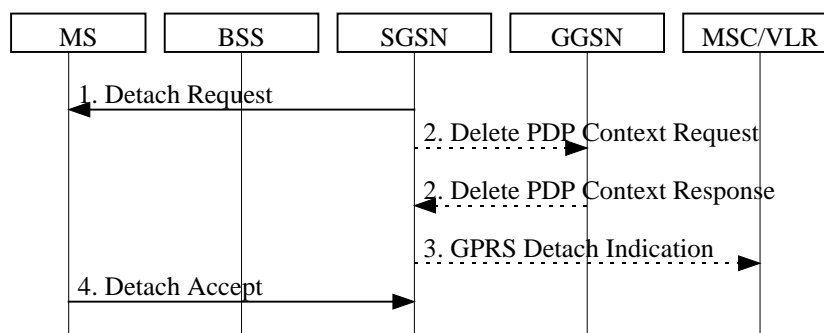 MS BSS SGSN GGSN MSC/VLR
1. Detach Request
2. Delete PDP Context Request
2. Delete PDP Context Response
3. GPRS Detach Indication
4. Detach Accept